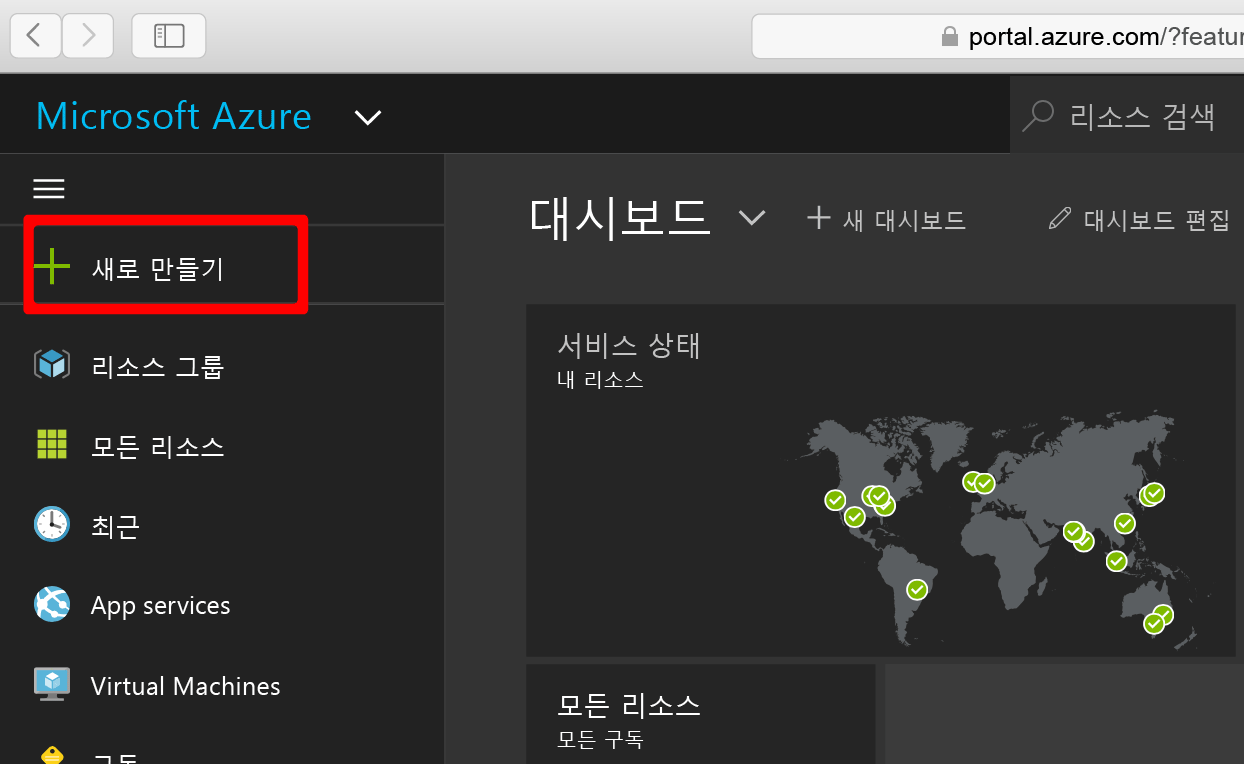 portal.azure.com/?featur
Microsoft Azure
리소스 검색
대시보드
새 대시보드
대시보드 편집
새로 만들기
리소스 그룹
모든 리소스
최근
App services
Virtual Machines
구독
서비스 상태
내 리소스
모든 리소스
모든 구독